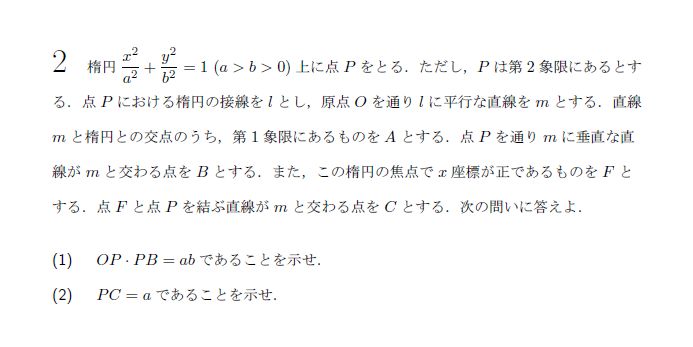 2 楕円 x²/a² + y²/b² = 1 (a > b > 0) 上に点 P をとる．ただし，P は第 2 象限にあるとす
る．点 P における楕円の接線を l とし，原点 O を通り l に平行な直線を m とする．直線
m と楕円との交点のうち，第 1 象限にあるものを A とする．点 P を通り m に垂直な直
線が m と交わる点を B とする．また，この楕円の焦点で x 座標が正であるものを F と
する．点 F と点 P を結ぶ直線が m と交わる点を C とする．次の問いに答えよ．
(1) OP · PB = ab であることを示せ．
(2) PC = a であることを示せ．